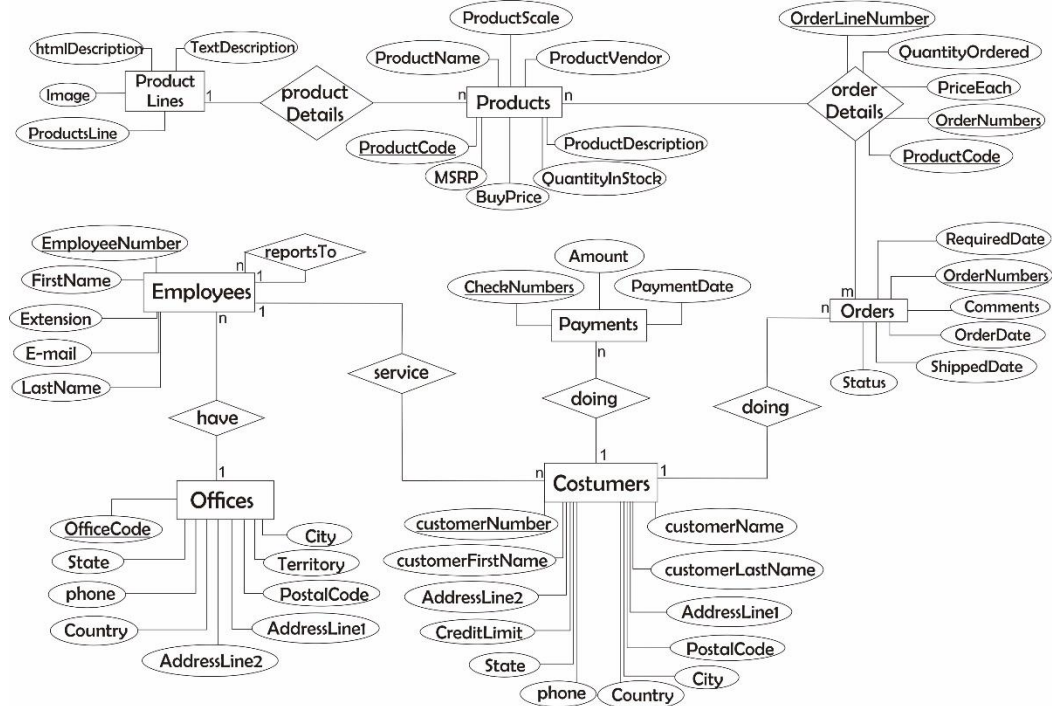 ProductScale
OrderLineNumber
htmlDescription
TextDescription
ProductName
ProductVendor
QuantityOrdered
Product
Lines
Image
1
product
Details
n
Products
n
order
Details
PriceEach
OrderNumbers
ProductsLine
ProductCode
ProductDescription
ProductCode
MSRP
QuantityInStock
BuyPrice
EmployeeNumber
reportsTo
n
1
Amount
RequiredDate
FirstName
Employees
CheckNumbers
PaymentDate
OrderNumbers
Extension
n
1
Payments
m
n
Orders
Comments
E-mail
n
OrderDate
LastName
service
Status
ShippedDate
have
doing
doing
1
1
1
Offices
n
Costumers
OfficeCode
City
customerNumber
customerName
State
Territory
customerFirstName
customerLastName
phone
PostalCode
AddressLine2
AddressLine1
Country
AddressLine1
CreditLimit
PostalCode
AddressLine2
State
City
phone
Country